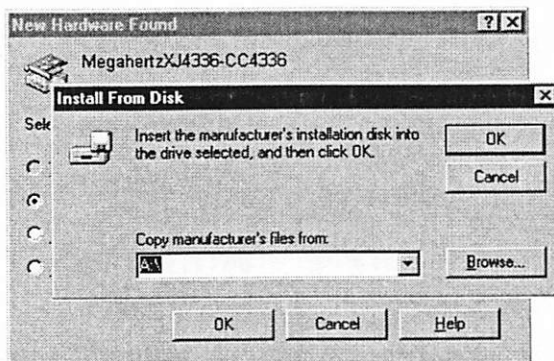 New Hardware Found
MegahertzXJ4336-CC4336
Install From Disk
Sele
Insert the manufacturer's installation disk into
the drive selected, and then click OK.
OK
Cancel
Copy manufacturer's files from:
A:\
Browse...
OK
Cancel
Help